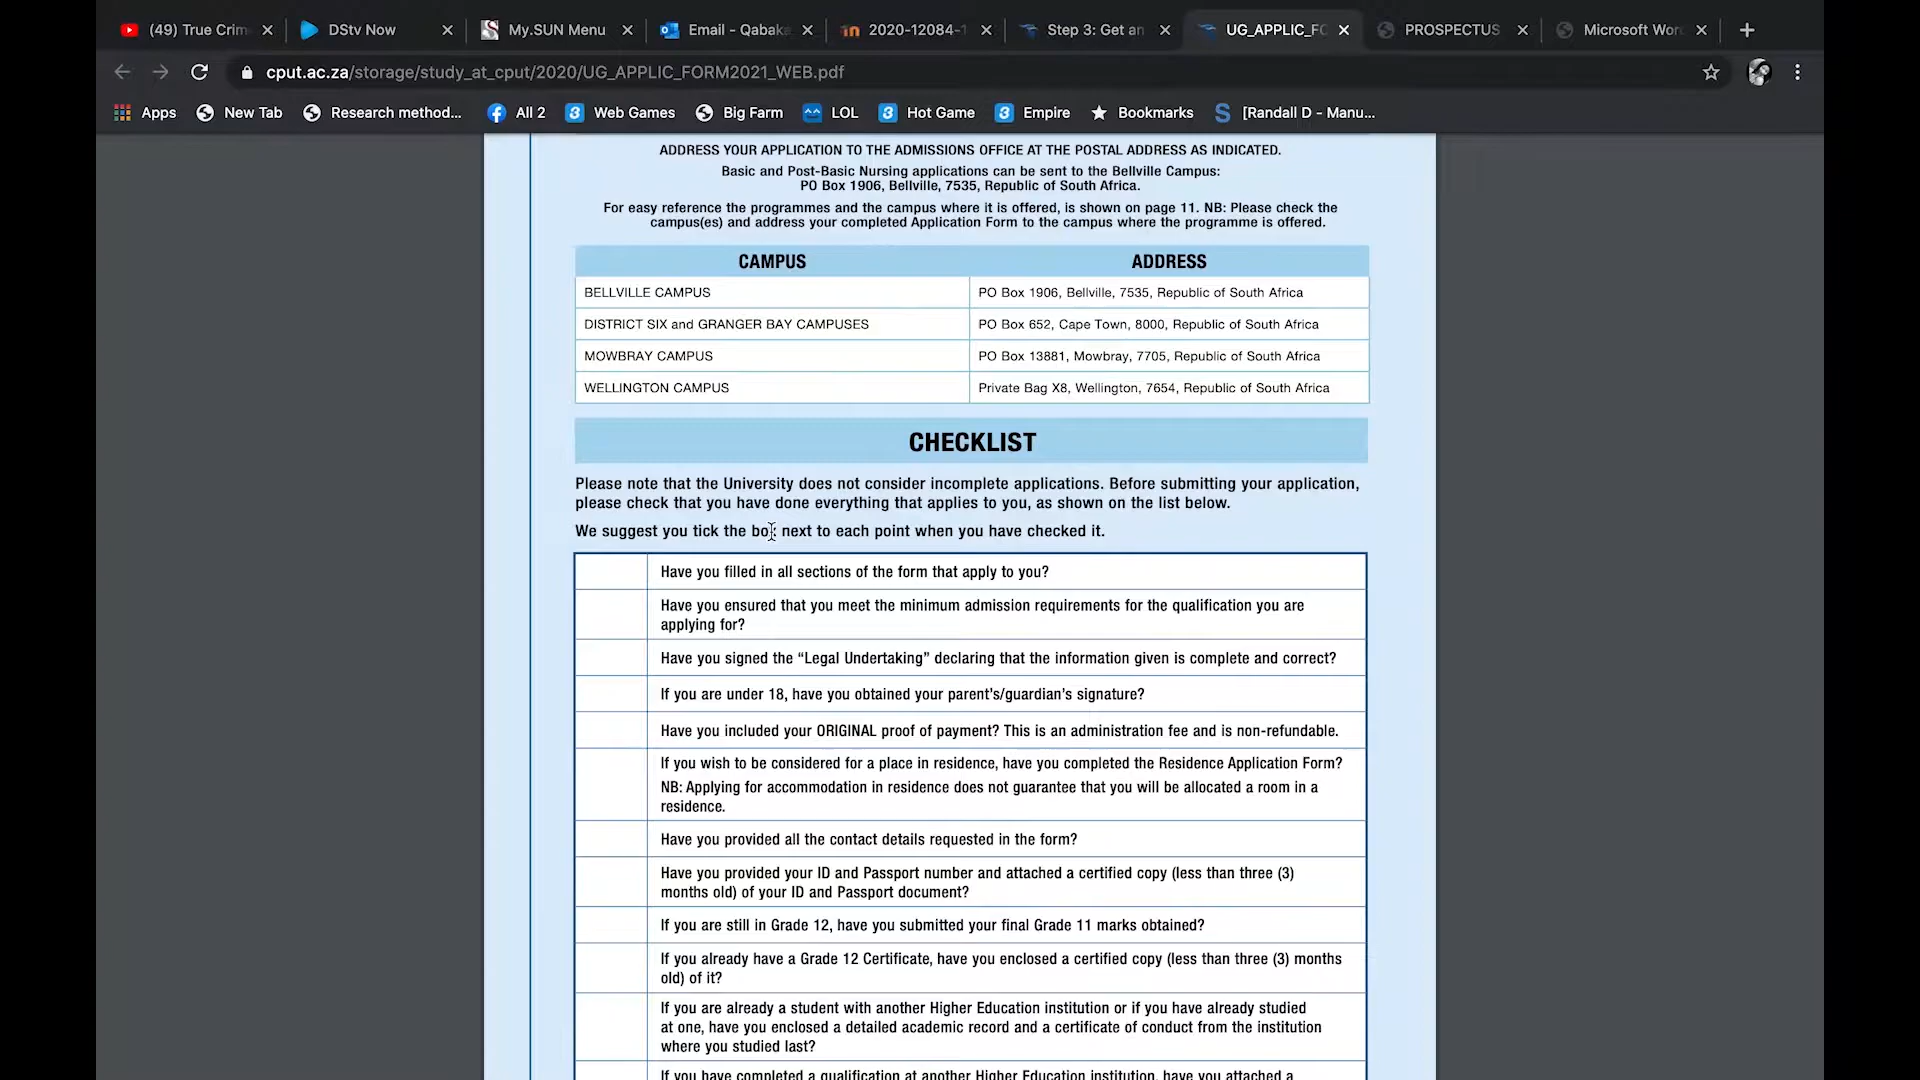 (49) True Crim
DStv Now
My.SUN Menu
Email - Qabaka
2020-12084-1
Step 3: Get an
UG_APPLIC_FO
PROSPECTUS
Microsoft Word
cput.ac.za/storage/study_at_cput/2020/UG_APPLIC_FORM2021_WEB.pdf
Apps
New Tab
Research method...
All 2
Web Games
Big Farm
LOL
Hot Game
Empire
Bookmarks
[Randall D - Manu...
ADDRESS YOUR APPLICATION TO THE ADMISSIONS OFFICE AT THE POSTAL ADDRESS AS INDICATED.
Basic and Post-Basic Nursing applications can be sent to the Bellville Campus:
PO Box 1906, Bellville, 7535, Republic of South Africa.
For easy reference the programmes and the campus where it is offered, is shown on page 11. NB: Please check the
campus(es) and address your completed Application Form to the campus where the programme is offered.
CAMPUS ADDRESS
BELLVILLE CAMPUS PO Box 1906, Bellville, 7535, Republic of South Africa
DISTRICT SIX and GRANGER BAY CAMPUSES PO Box 652, Cape Town, 8000, Republic of South Africa
MOWBRAY CAMPUS PO Box 13881, Mowbray, 7705, Republic of South Africa
WELLINGTON CAMPUS Private Bag X8, Wellington, 7654, Republic of South Africa
CHECKLIST
Please note that the University does not consider incomplete applications. Before submitting your application,
please check that you have done everything that applies to you, as shown on the list below.
We suggest you tick the box next to each point when you have checked it.
Have you filled in all sections of the form that apply to you?
Have you ensured that you meet the minimum admission requirements for the qualification you are
applying for?
Have you signed the “Legal Undertaking” declaring that the information given is complete and correct?
If you are under 18, have you obtained your parent’s/guardian’s signature?
Have you included your ORIGINAL proof of payment? This is an administration fee and is non-refundable.
If you wish to be considered for a place in residence, have you completed the Residence Application Form?
NB: Applying for accommodation in residence does not guarantee that you will be allocated a room in a
residence.
Have you provided all the contact details requested in the form?
Have you provided your ID and Passport number and attached a certified copy (less than three (3)
months old) of your ID and Passport document?
If you are still in Grade 12, have you submitted your final Grade 11 marks obtained?
If you already have a Grade 12 Certificate, have you enclosed a certified copy (less than three (3) months
old) of it?
If you are already a student with another Higher Education institution or if you have already studied
at one, have you enclosed a detailed academic record and a certificate of conduct from the institution
where you studied last?
If you have completed a qualification at another Higher Education institution, have you attached a